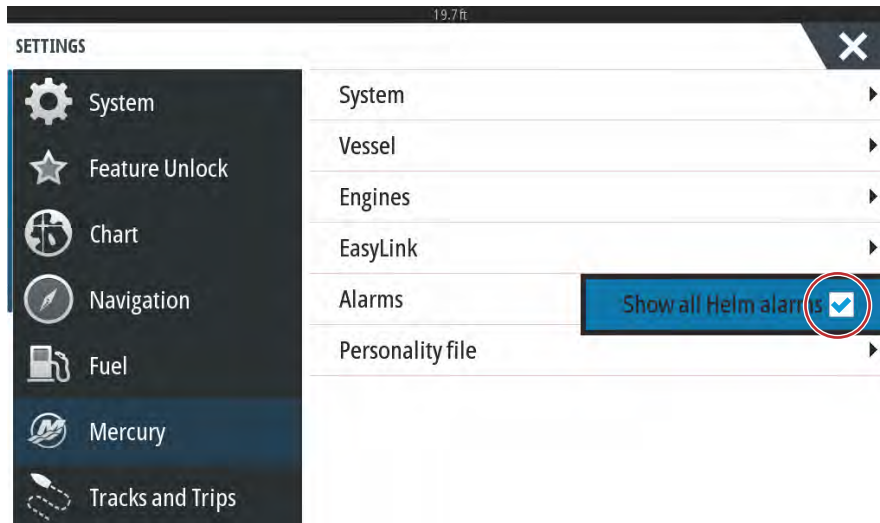 19.7 ft
SETTINGS
System
Feature Unlock
Chart
Navigation
Fuel
Mercury
Tracks and Trips
System
Vessel
Engines
EasyLink
Alarms
Show all Helm alarms
Personality file